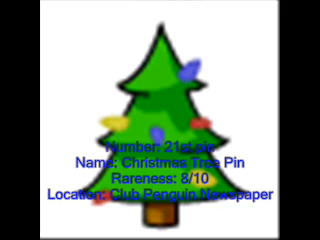 Number: 21st pin
Name: Christmas Tree Pin
Rareness: 8/10
Location: Club Penguin Newspaper